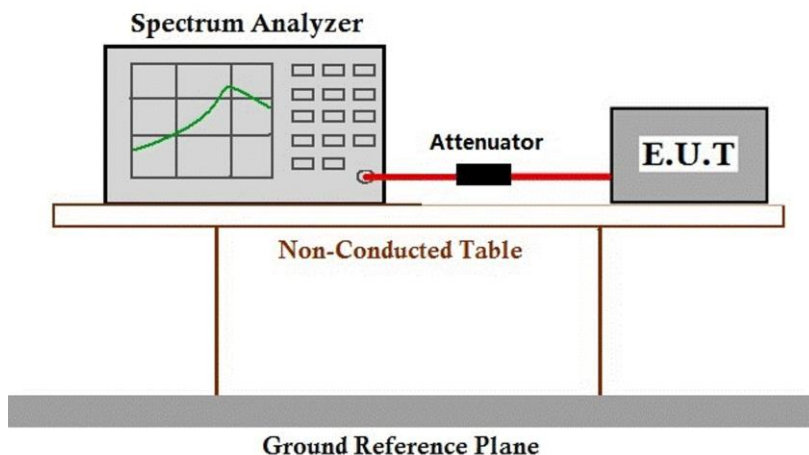 Spectrum Analyzer
Attenuator
E.U.T
Non-Conducted Table
Ground Reference Plane